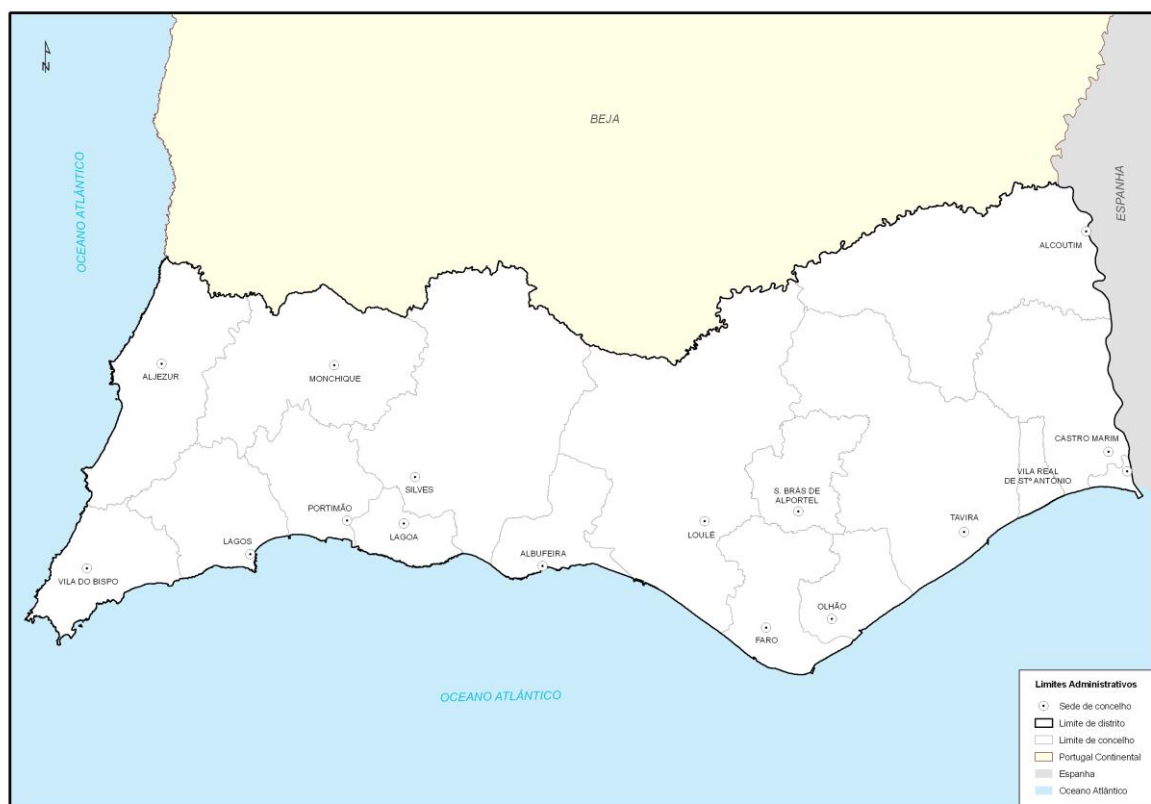 N
BEJA
OCEANO ATLÂNTICO
ESPANHA
ALCOUTIM
ALJEZUR
MONCHIQUE
CASTRO MARIM
VILA REAL
DE STº ANTÓNIO
SILVES
S. BRÁS DE
ALPORTEL
PORTIMÃO
LAGOA
LOULÉ
TAVIRA
LAGOS
ALBUFEIRA
VILA DO BISPO
OLHÃO
FARO
OCEANO ATLÂNTICO
Limites Administrativos
Sede de concelho
Limite de distrito
Limite de concelho
Portugal Continental
Espanha
Oceano Atlântico